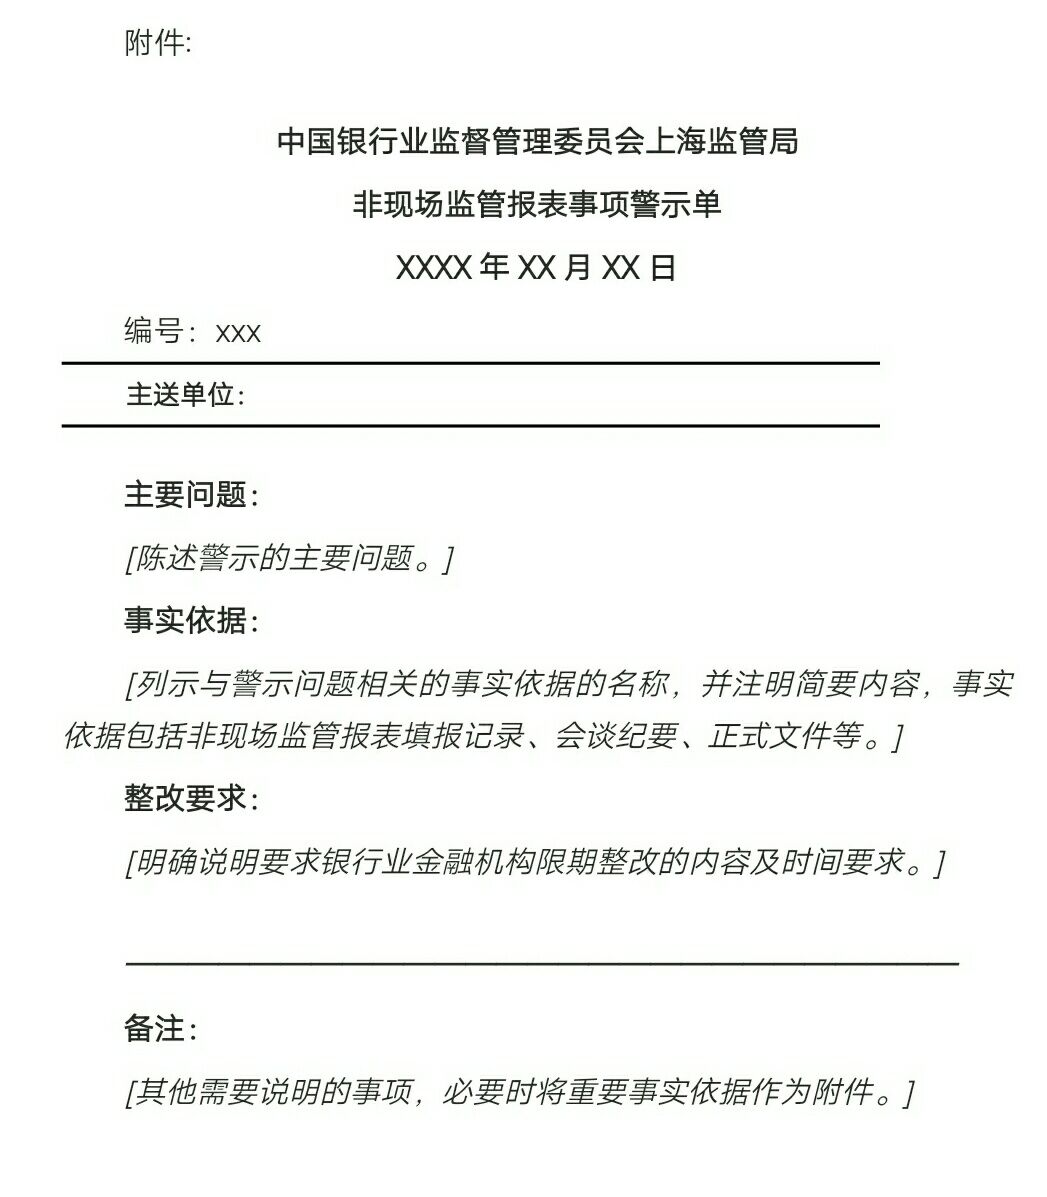 附件:
中国银行业监督管理委员会上海监管局
非现场监管报表事项警示单
XXXX 年 XX 月 XX 日
编号：xxx
主送单位：
主要问题：
[陈述警示的主要问题。]
事实依据：
[列示与警示问题相关的事实依据的名称，并注明简要内容，事实
依据包括非现场监管报表填报记录、会谈纪要、正式文件等。]
整改要求：
[明确说明要求银行业金融机构限期整改的内容及时间要求。]
备注：
[其他需要说明的事项，必要时将重要事实依据作为附件。]